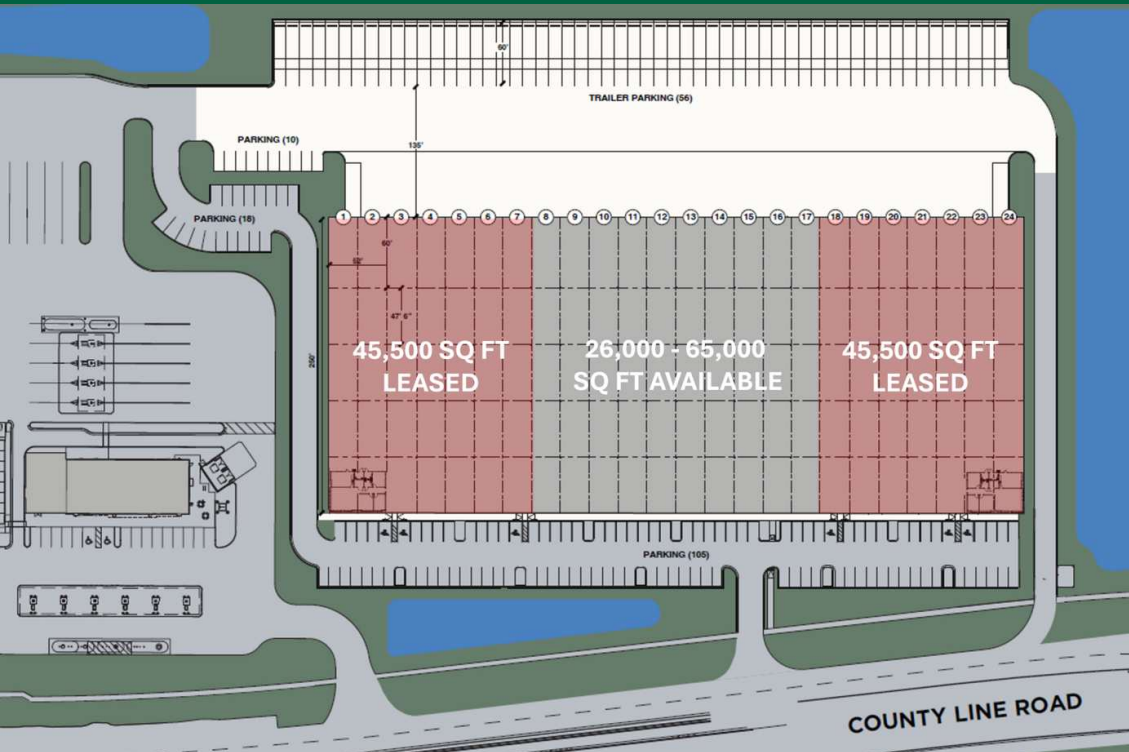 60'
TRAILER PARKING (56)
PARKING (10)
135'
PARKING (18)
1 2 3 4 5 6 7 8 9 10 11 12 13 14 15 16 17 18 19 20 21 22 23 24
60'
52'
47' 6"
250'
45,500 SQ FT
LEASED
26,000 - 65,000
SQ FT AVAILABLE
45,500 SQ FT
LEASED
PARKING (105)
COUNTY LINE ROAD